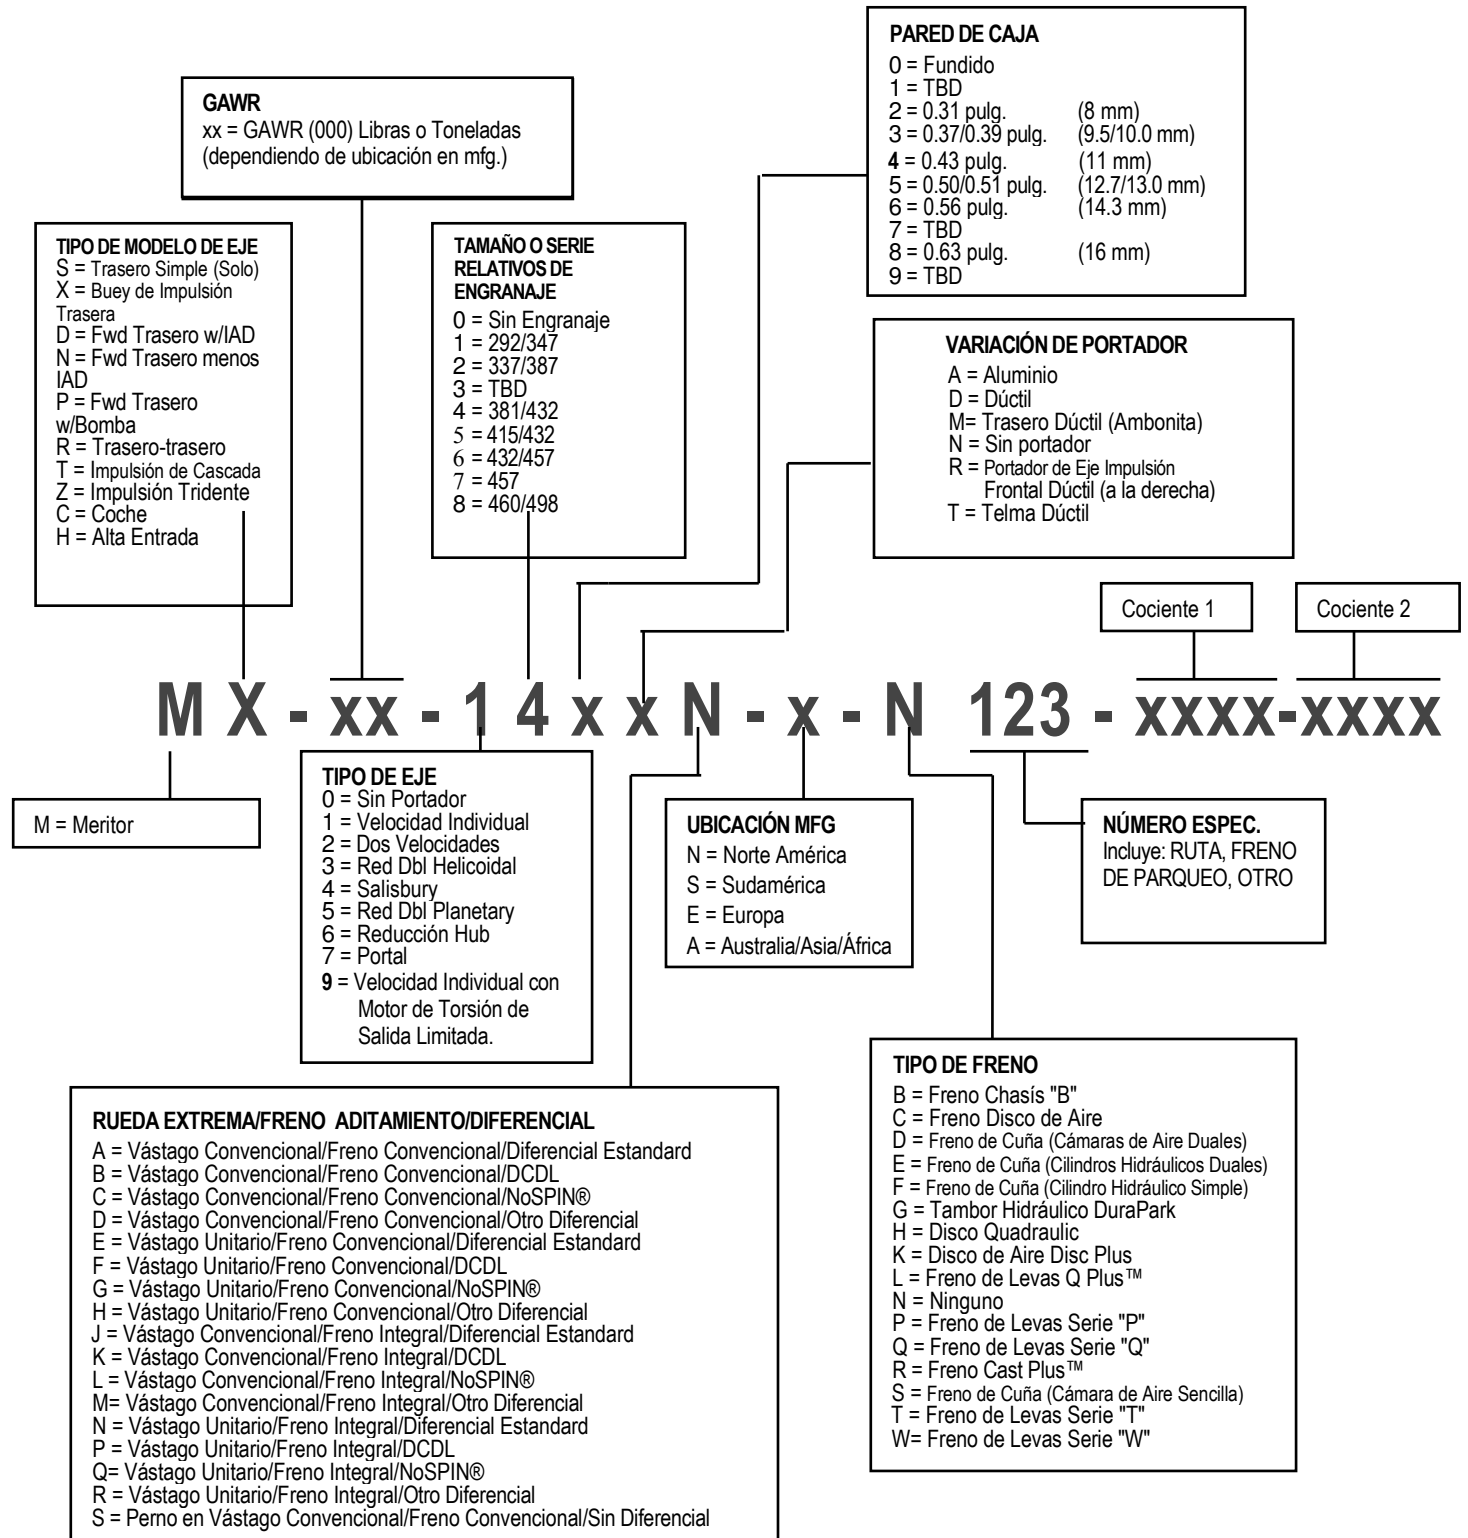 PARED DE CAJA
0 = Fundido
1 = TBD
2 = 0.31 pulg. (8 mm)
3 = 0.37/0.39 pulg. (9.5/10.0 mm)
4 = 0.43 pulg. (11 mm)
5 = 0.50/0.51 pulg. (12.7/13.0 mm)
6 = 0.56 pulg. (14.3 mm)
7 = TBD
8 = 0.63 pulg. (16 mm)
9 = TBD
GAWR
xx = GAWR (000) Libras o Toneladas
(dependiendo de ubicación en mfg.)
TIPO DE MODELO DE EJE
S = Trasero Simple (Solo)
X = Buey de Impulsión
Trasera
D = Fwd Trasero w/IAD
N = Fwd Trasero menos
IAD
P = Fwd Trasero
w/Bomba
R = Trasero-trasero
T = Impulsión de Cascada
Z = Impulsión Tridente
C = Coche
H = Alta Entrada
TAMAÑO O SERIE
RELATIVOS DE
ENGRANAJE
0 = Sin Engranaje
1 = 292/347
2 = 337/387
3 = TBD
4 = 381/432
5 = 415/432
6 = 432/457
7 = 457
8 = 460/498
VARIACIÓN DE PORTADOR
A = Aluminio
D = Dúctil
M= Trasero Dúctil (Ambonita)
N = Sin portador
R = Portador de Eje Impulsión
Frontal Dúctil (a la derecha)
T = Telma Dúctil
Cociente 1
Cociente 2
M X - xx - 1 4 x x N - x - N 123 - xxxx-xxxx
M = Meritor
TIPO DE EJE
0 = Sin Portador
1 = Velocidad Individual
2 = Dos Velocidades
3 = Red Dbl Helicoidal
4 = Salisbury
5 = Red Dbl Planetary
6 = Reducción Hub
7 = Portal
9 = Velocidad Individual con
Motor de Torsión de
Salida Limitada.
UBICACIÓN MFG
N = Norte América
S = Sudamérica
E = Europa
A = Australia/Asia/África
NÚMERO ESPEC.
Incluye: RUTA, FRENO
DE PARQUEO, OTRO
RUEDA EXTREMA/FRENO ADITAMIENTO/DIFERENCIAL
A = Vástago Convencional/Freno Convencional/Diferencial Estandard
B = Vástago Convencional/Freno Convencional/DCDL
C = Vástago Convencional/Freno Convencional/NoSPIN®
D = Vástago Convencional/Freno Convencional/Otro Diferencial
E = Vástago Unitario/Freno Convencional/Diferencial Estandard
F = Vástago Unitario/Freno Convencional/DCDL
G = Vástago Unitario/Freno Convencional/NoSPIN®
H = Vástago Unitario/Freno Convencional/Otro Diferencial
J = Vástago Convencional/Freno Integral/Diferencial Estandard
K = Vástago Convencional/Freno Integral/DCDL
L = Vástago Convencional/Freno Integral/NoSPIN®
M= Vástago Convencional/Freno Integral/Otro Diferencial
N = Vástago Unitario/Freno Integral/Diferencial Estandard
P = Vástago Unitario/Freno Integral/DCDL
Q= Vástago Unitario/Freno Integral/NoSPIN®
R = Vástago Unitario/Freno Integral/Otro Diferencial
S = Perno en Vástago Convencional/Freno Convencional/Sin Diferencial
TIPO DE FRENO
B = Freno Chasís "B"
C = Freno Disco de Aire
D = Freno de Cuña (Cámaras de Aire Duales)
E = Freno de Cuña (Cilindros Hidráulicos Duales)
F = Freno de Cuña (Cilindro Hidráulico Simple)
G = Tambor Hidráulico DuraPark
H = Disco Quadraulic
K = Disco de Aire Disc Plus
L = Freno de Levas Q Plus™
N = Ninguno
P = Freno de Levas Serie "P"
Q = Freno de Levas Serie "Q"
R = Freno Cast Plus™
S = Freno de Cuña (Cámara de Aire Sencilla)
T = Freno de Levas Serie "T"
W= Freno de Levas Serie "W"